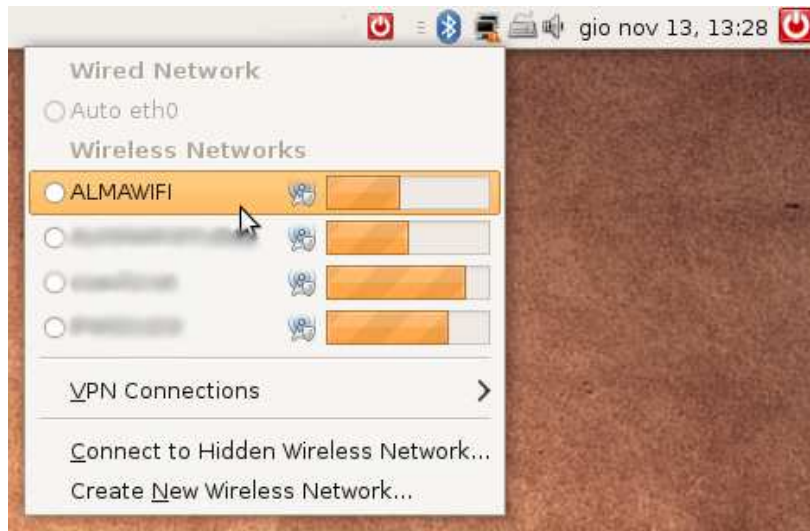 gio nov 13, 13:28
Wired Network
Auto eth0
Wireless Networks
ALMAWIFI
VPN Connections
Connect to Hidden Wireless Network...
Create New Wireless Network...